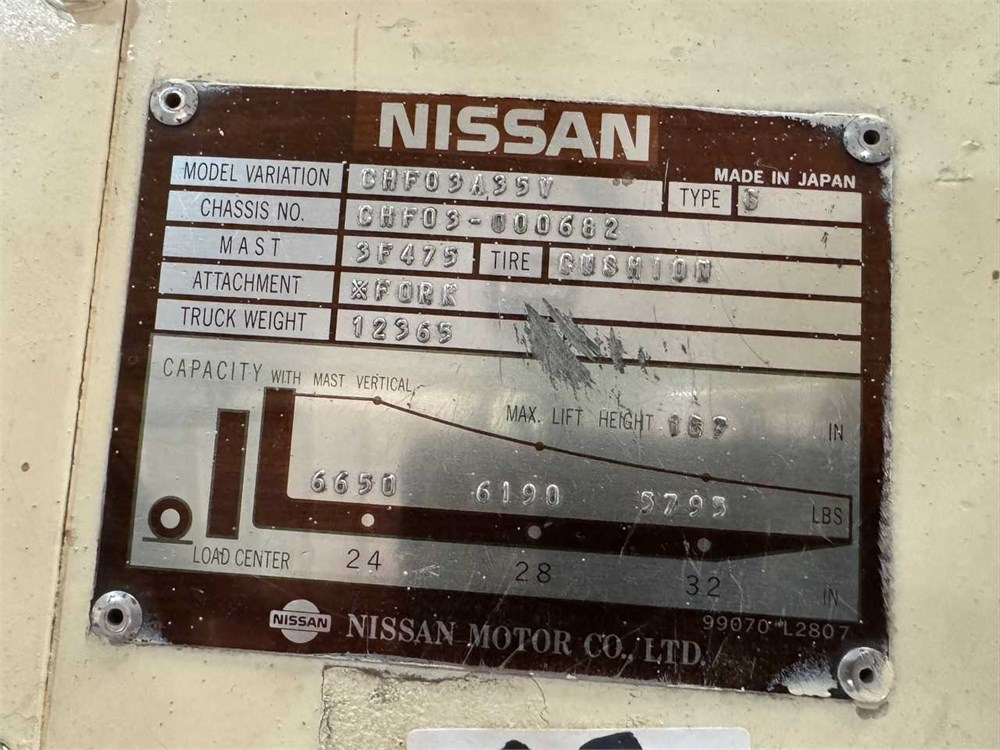 NISSAN
MADE IN JAPAN
MODEL VARIATION CHF03A35V TYPE G
CHASSIS NO. CHF03-000682
MAST 3F475 TIRE CUSHION
ATTACHMENT ※FORK
TRUCK WEIGHT 12365
CAPACITY WITH MAST VERTICAL
MAX. LIFT HEIGHT 187 IN
6650 6190 5795 LBS
LOAD CENTER 24 28 32 IN
99070 L2807
NISSAN NISSAN MOTOR CO., LTD.